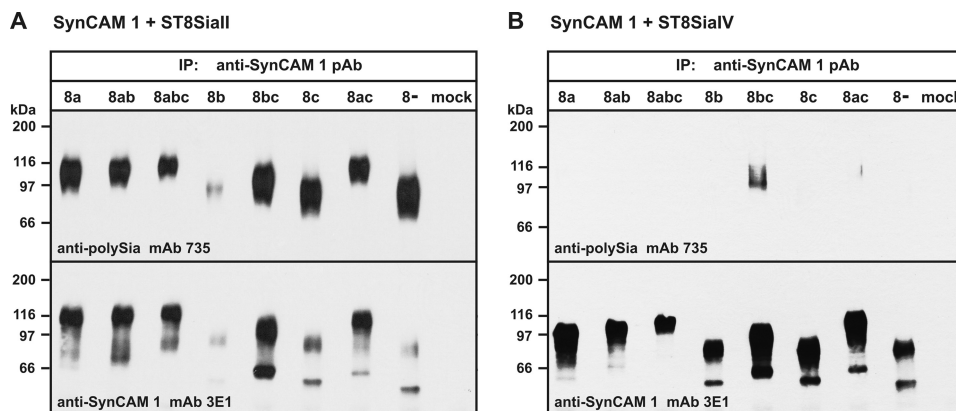 A SynCAM 1 + ST8SiaII
IP: anti-SynCAM 1 pAb
kDa 8a 8ab 8abc 8b 8bc 8c 8ac 8- mock
200
116
97
66
anti-polySia mAb 735
200
116
97
66
anti-SynCAM 1 mAb 3E1
B SynCAM 1 + ST8SiaIV
IP: anti-SynCAM 1 pAb
kDa 8a 8ab 8abc 8b 8bc 8c 8ac 8- mock
200
116
97
66
anti-polySia mAb 735
200
116
97
66
anti-SynCAM 1 mAb 3E1